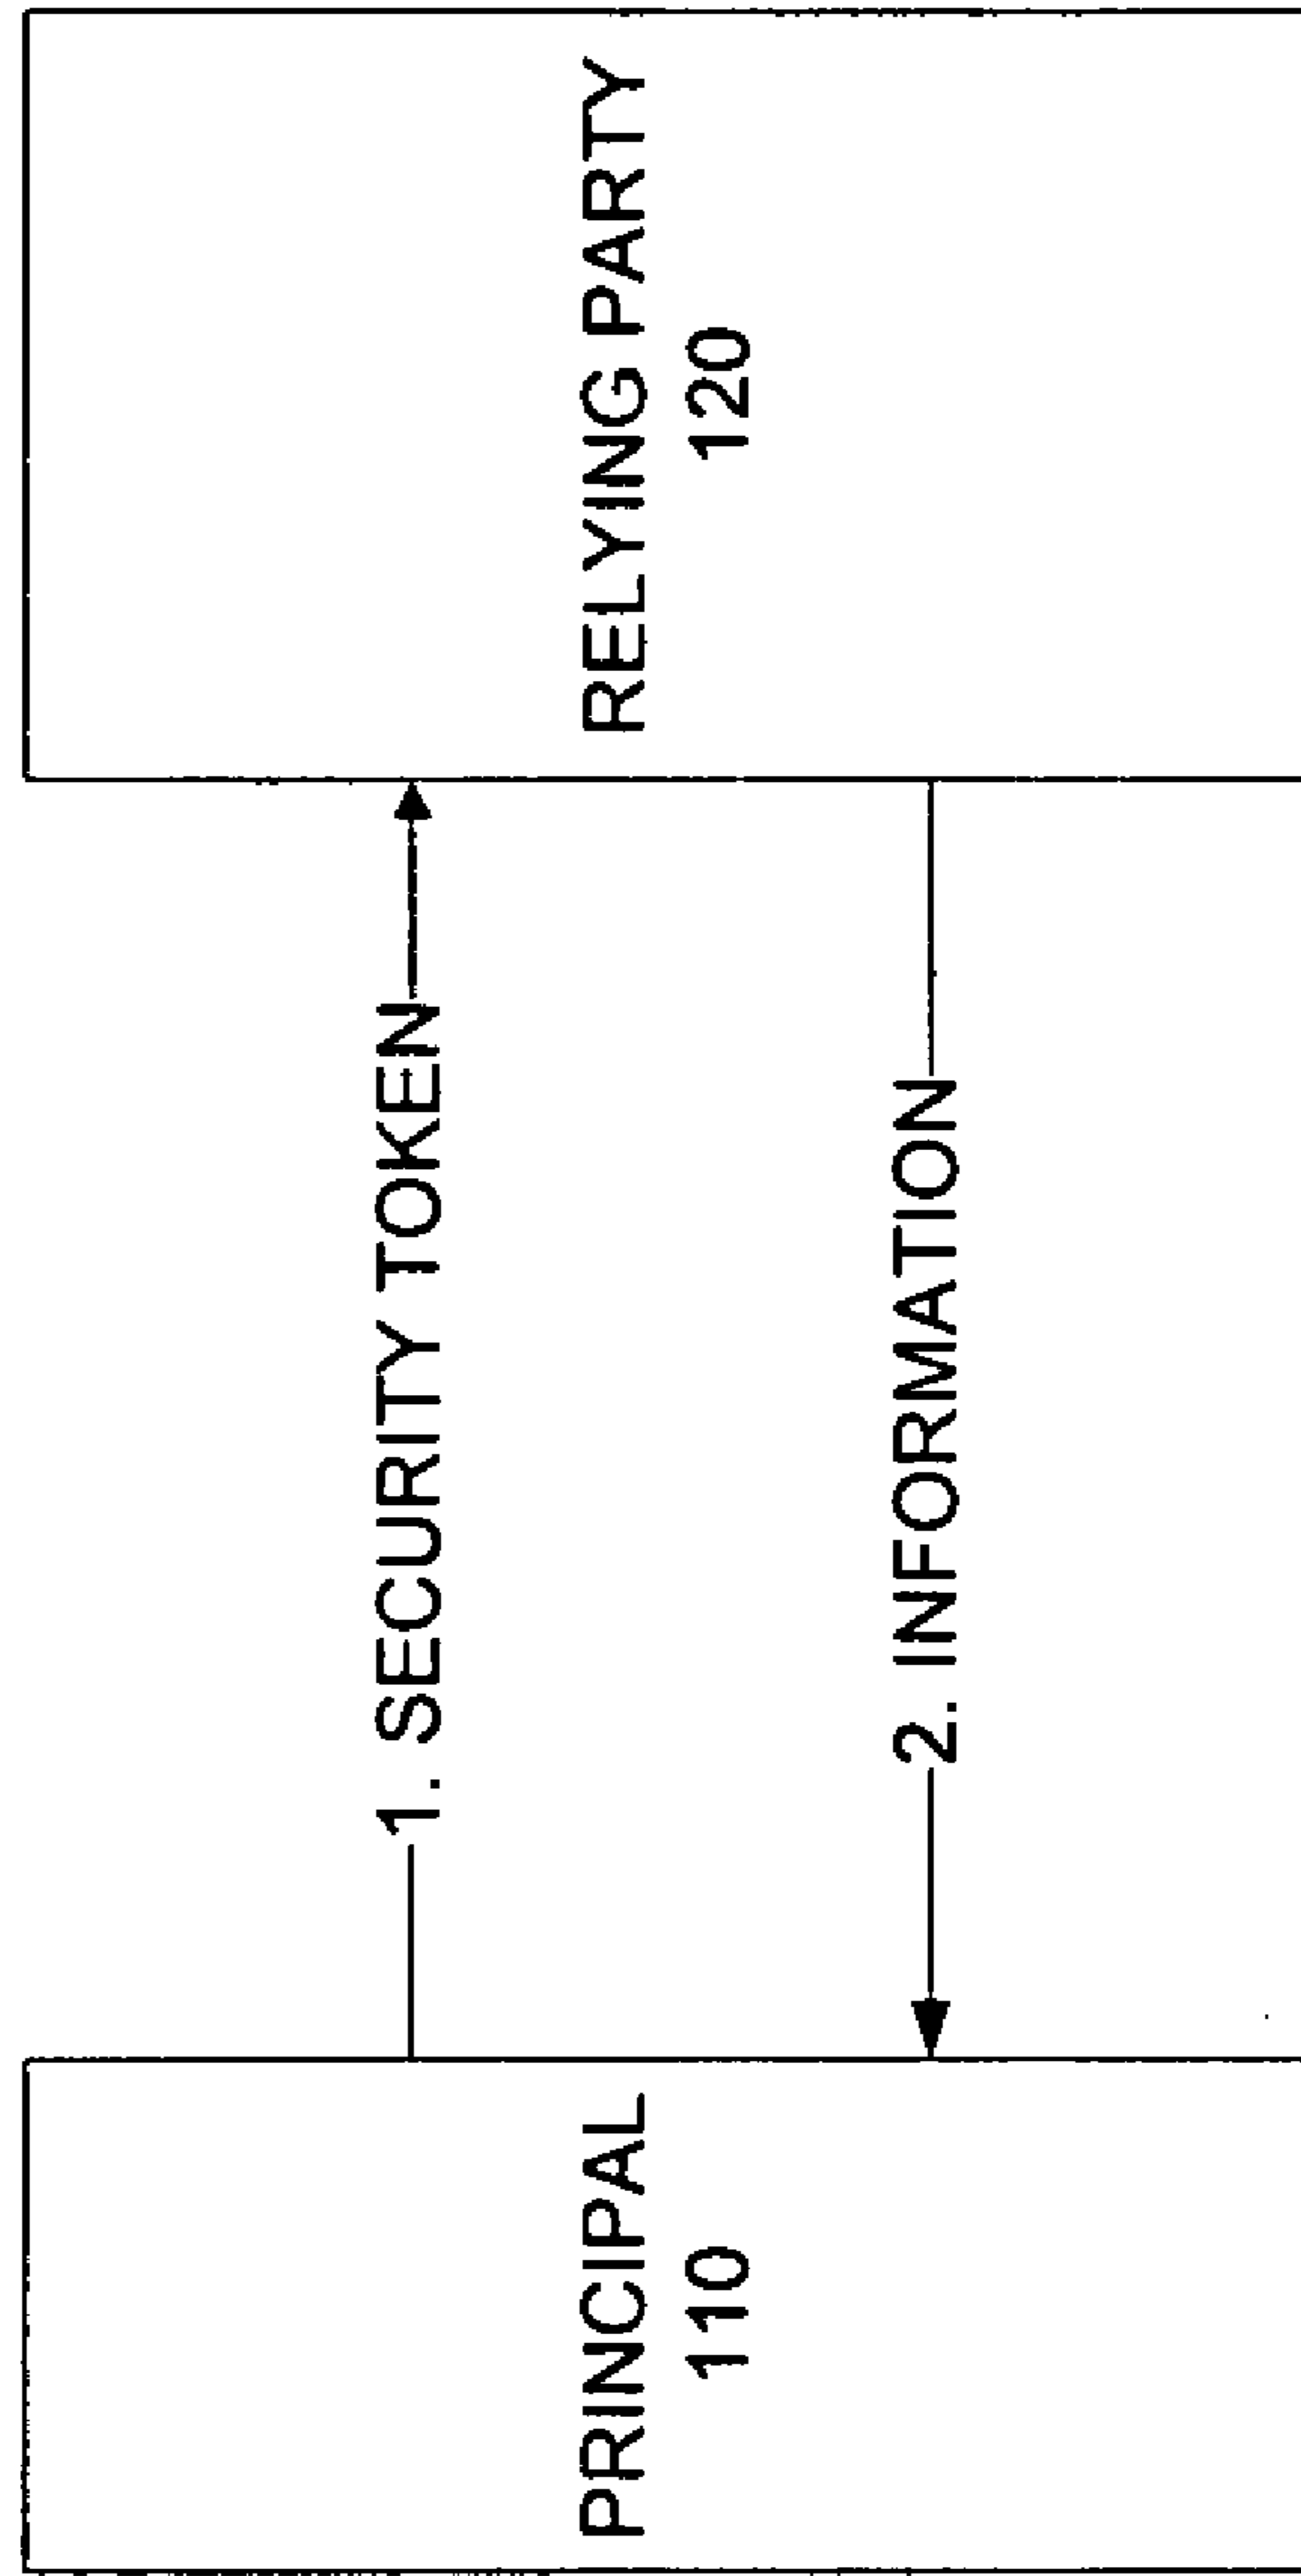 PRINCIPAL
110
1. SECURITY TOKEN
2. INFORMATION
RELYING PARTY
120